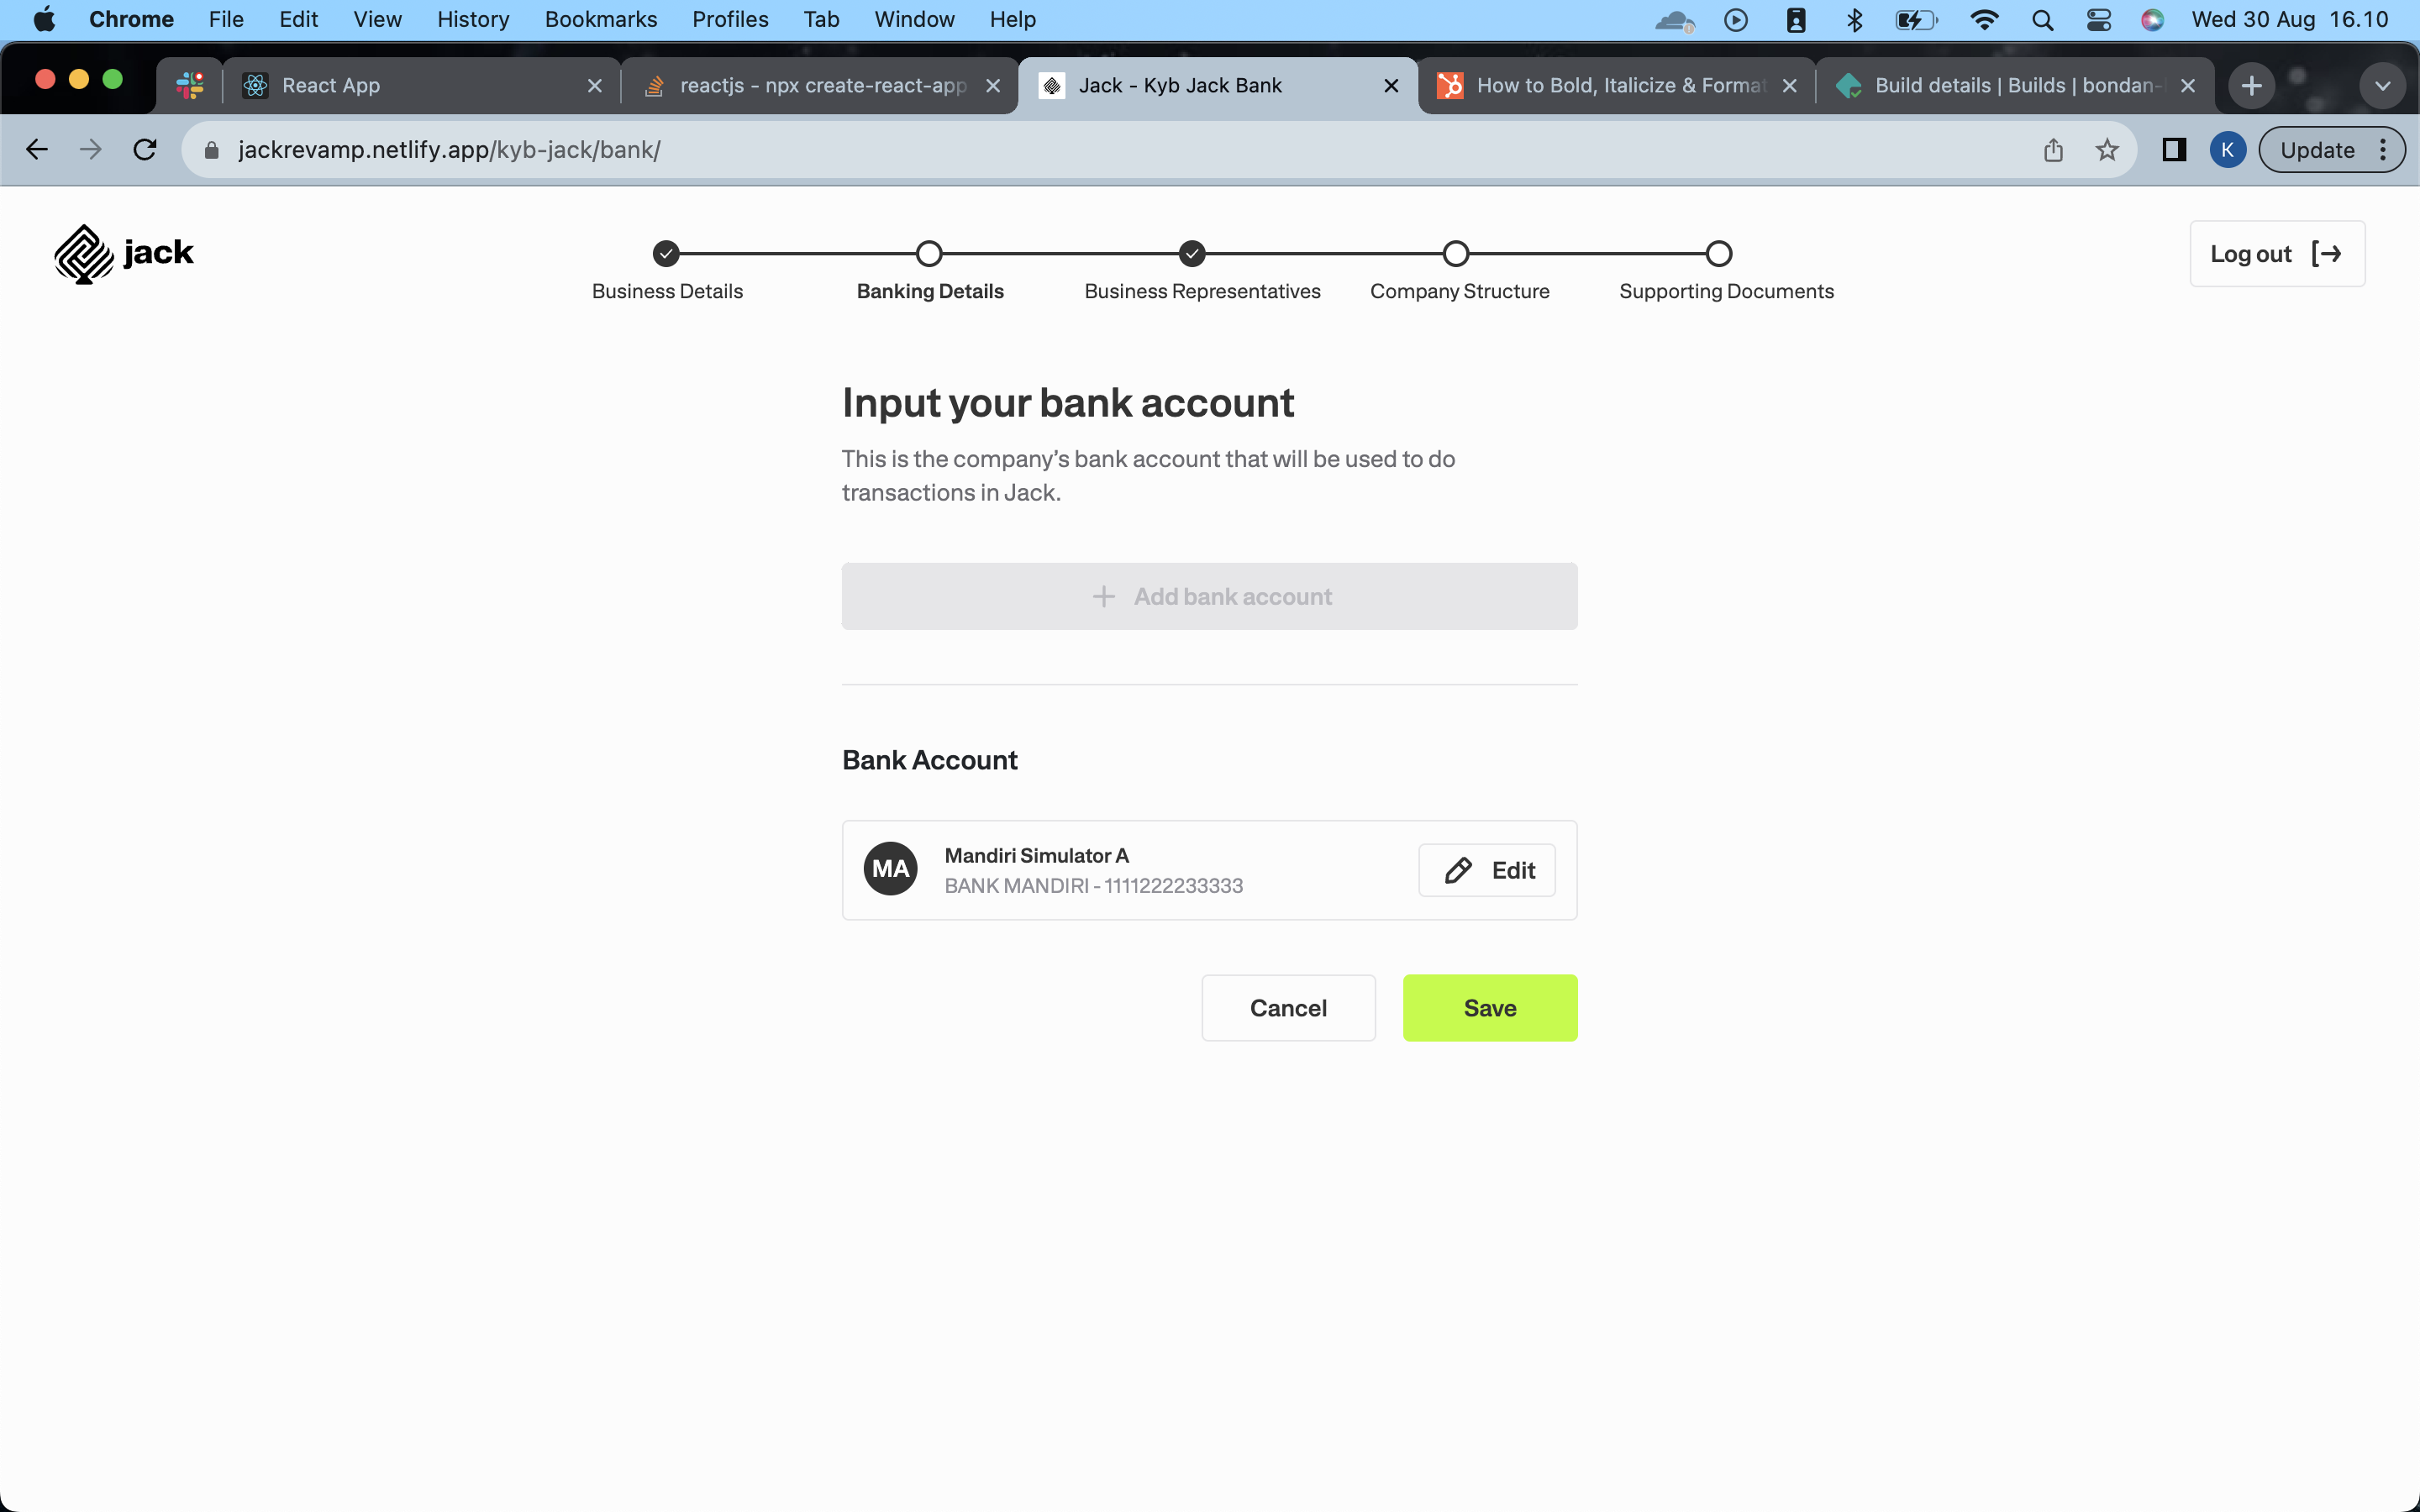 Chrome File Edit View History Bookmarks Profiles Tab Window Help Wed 30 Aug 16.10
React App reactjs - npx create-react-app Jack - Kyb Jack Bank How to Bold, Italicize & Format Build details | Builds | bondan-
jackrevamp.netlify.app/kyb-jack/bank/ K Update
jack
Log out
Business Details Banking Details Business Representatives Company Structure Supporting Documents
Input your bank account
This is the company’s bank account that will be used to do
transactions in Jack.
Add bank account
Bank Account
MA
Mandiri Simulator A
BANK MANDIRI - 1111222233333
Edit
Cancel Save